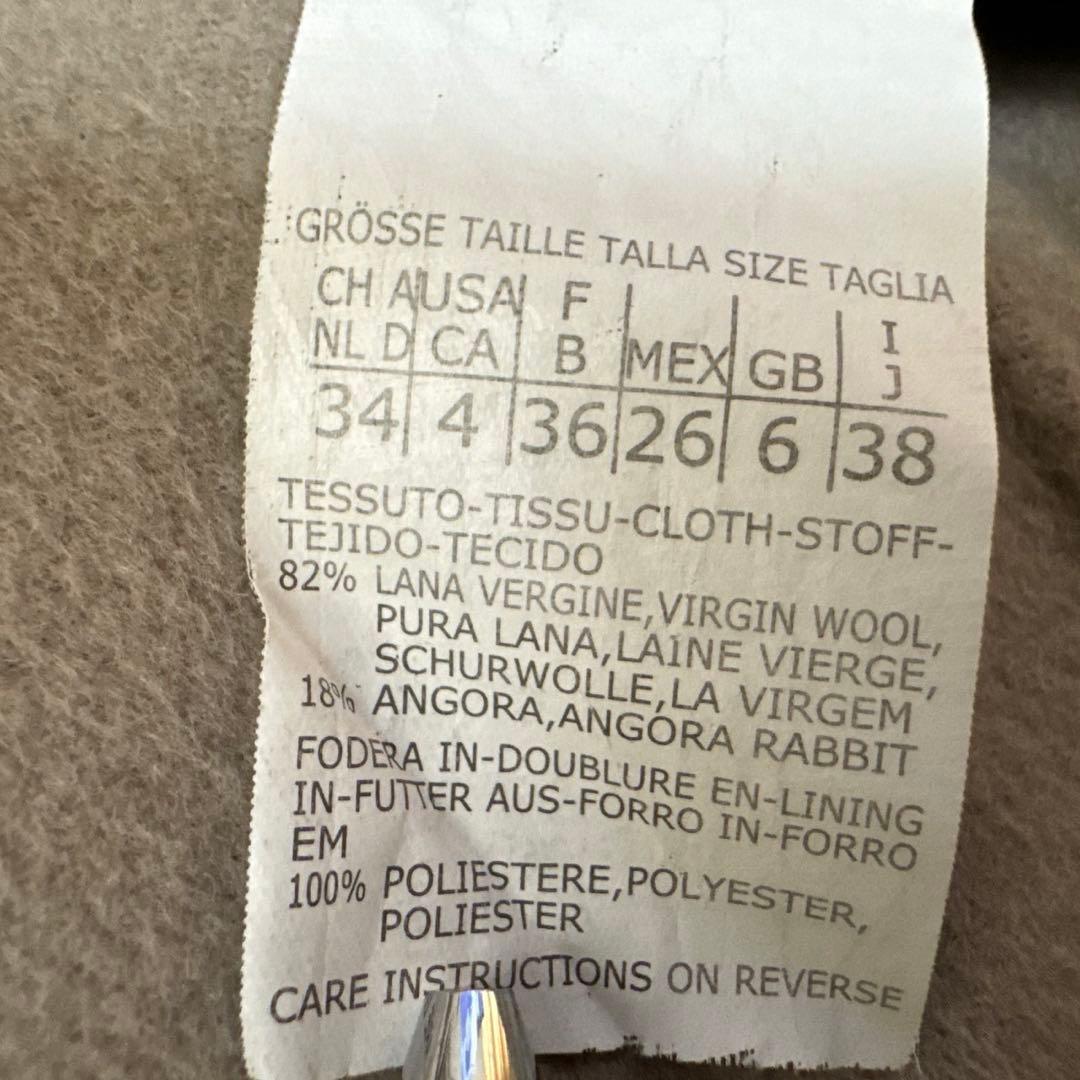 GRÖSSE TAILLE TALLA SIZE TAGLIA
CH A USA F I
NL D CA B MEX GB J
34 4 36 26 6 38
TESSUTO-TISSU-CLOTH-STOFF-
TEJIDO-TECIDO
82% LANA VERGINE,VIRGIN WOOL,
PURA LANA,LAINE VIERGE,
SCHURWOLLE,LA VIRGEM
18% ANGORA,ANGORA RABBIT
FODERA IN-DOUBLURE EN-LINING
IN-FUTTER AUS-FORRO IN-FORRO
EM
100% POLIESTERE,POLYESTER,
POLIESTER
CARE INSTRUCTIONS ON REVERSE